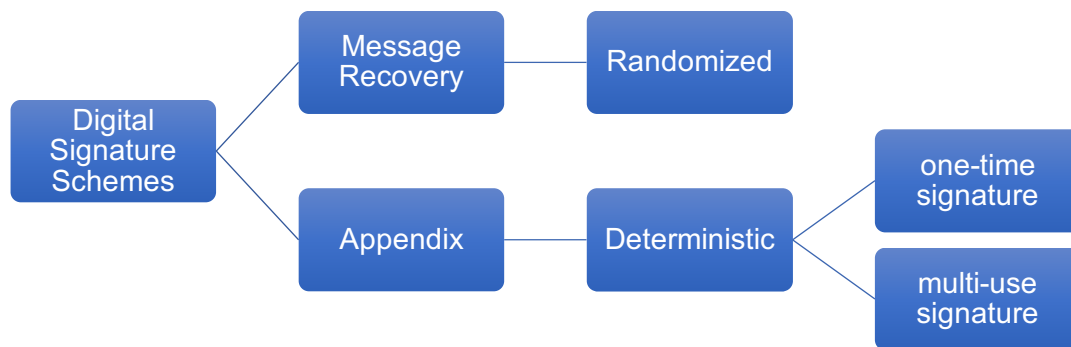 Digital
Signature
Schemes
Message
Recovery
Randomized
Appendix
Deterministic
one-time
signature
multi-use
signature